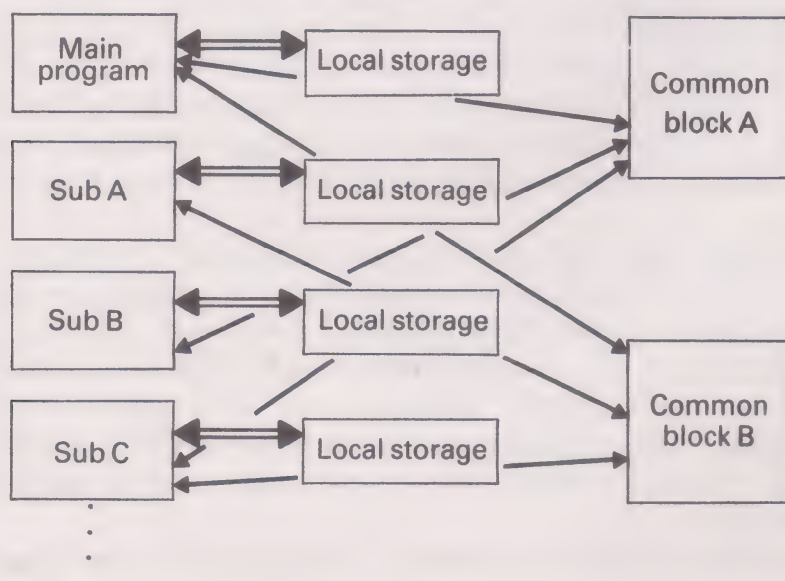 Main
program
Local storage
Common
block A
Sub A
Local storage
Sub B
Local storage
Common
block B
Sub C
Local storage